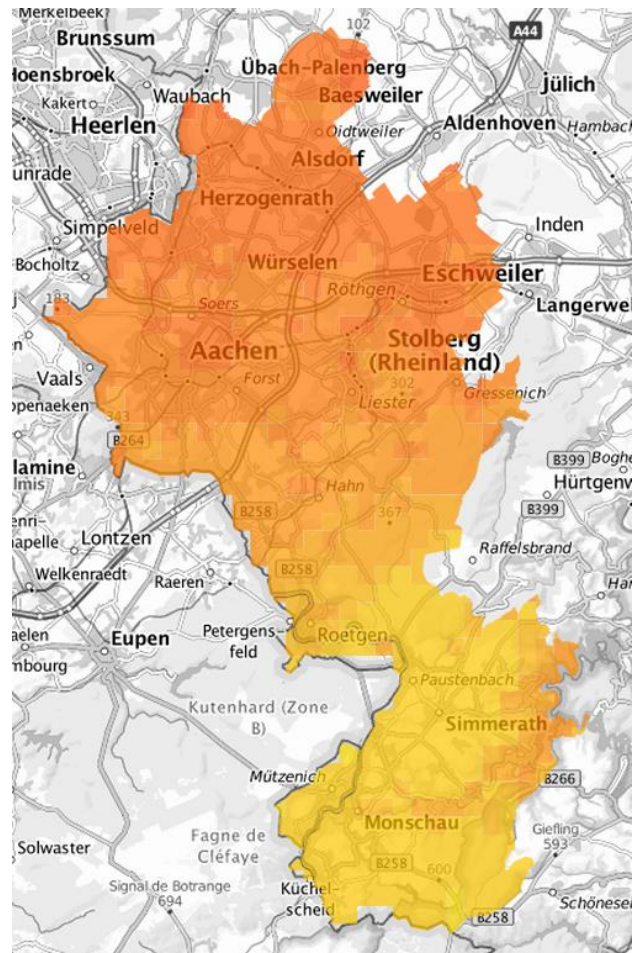 Merkelbeek
102
Brunssum
A44
Übach-Palenberg
Hoensbroek
Waubach
Baesweiler
Jülich
Kakert
Heerlen
Oidtweiler
Aldenhoven
Hambach
Alsdorf
Herzogenrath
Simpelveld
Inden
Bocholtz
Würselen
Eschweiler
Röthgen
183
Soers
Langerwe
Aachen
Stolberg
(Rheinland)
Vaals
Forst
302
Gressenich
Liester
343
B264
B399
Hahn
Hürtgenw
B258
367
B399
Lontzen
Raffelsbrand
B258
Welkenraedt
Raeren
Eupen
Petergens-
feld
Roetgen
Paustenbach
Kutenhard (Zone
B)
Simmerath
Mützenich
B266
Monschau
Giefling
593
Fagne de
Cléfaye
Solwaster
B258
600
Signal de Botrange
694
Küchel-
scheid
B258
Schönese